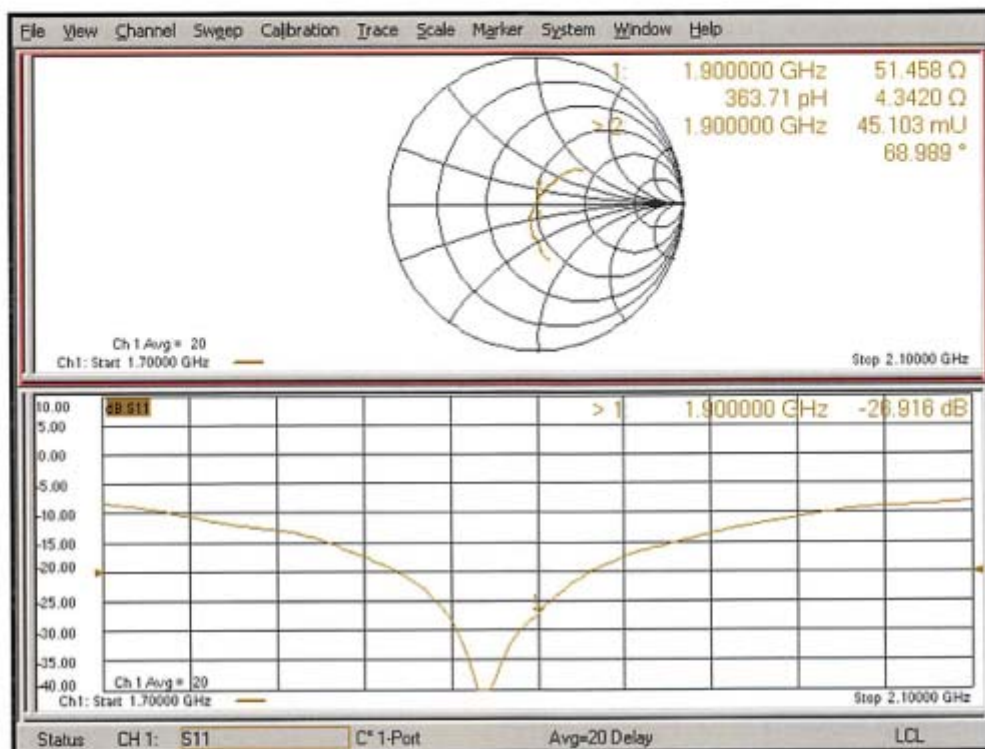 File View Channel Sweep Calibration Trace Scale Marker System Window Help
1: 1.900000 GHz 51.458 Ω
363.71 pH 4.3420 Ω
> 2: 1.900000 GHz 45.103 mU
68.989 °
Ch 1 Avg = 20
Ch1: Start 1.70000 GHz
Stop 2.10000 GHz
10.00 dB S11 > 1: 1.900000 GHz -26.916 dB
5.00
0.00
-5.00
-10.00
-15.00
-20.00
-25.00
-30.00
-35.00
-40.00
Ch 1 Avg = 20
Ch1: Start 1.70000 GHz
Stop 2.10000 GHz
Status CH 1: S11 C* 1-Port Avg=20 Delay LCL